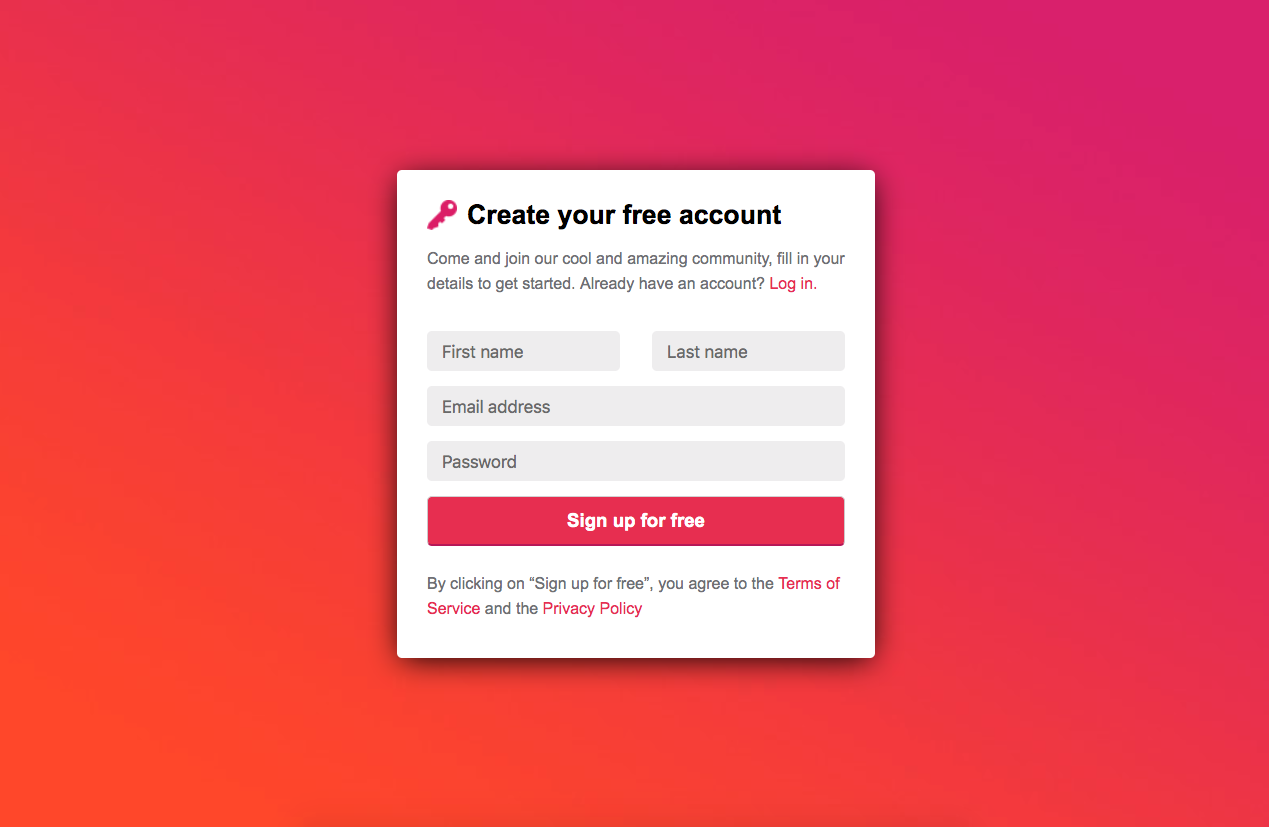 Create your free account
Come and join our cool and amazing community, fill in your
details to get started. Already have an account? Log in.
First name
Last name
Email address
Password
Sign up for free
By clicking on “Sign up for free”, you agree to the Terms of
Service and the Privacy Policy